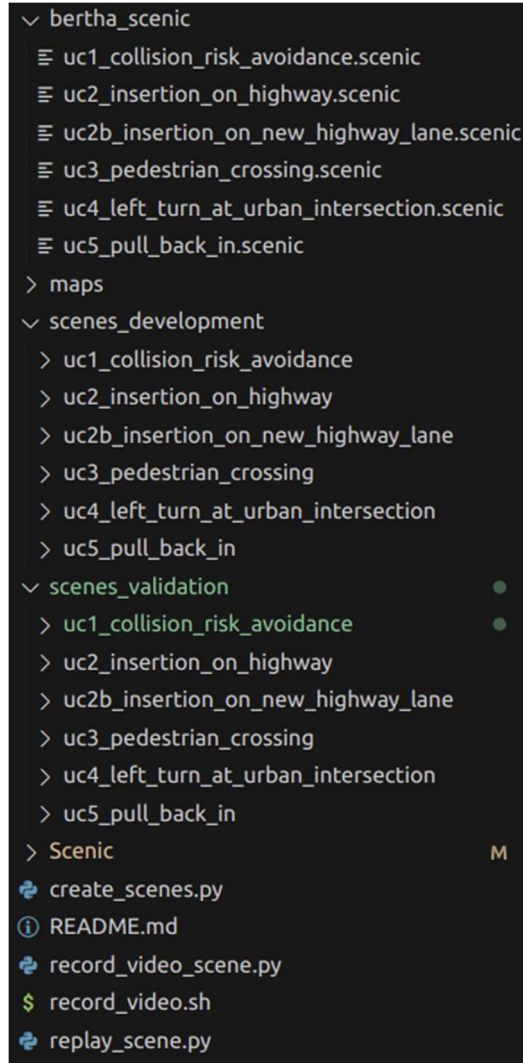 bertha_scenic
uc1_collision_risk_avoidance.scenic
uc2_insertion_on_highway.scenic
uc2b_insertion_on_new_highway_lane.scenic
uc3_pedestrian_crossing.scenic
uc4_left_turn_at_urban_intersection.scenic
uc5_pull_back_in.scenic
maps
scenes_development
uc1_collision_risk_avoidance
uc2_insertion_on_highway
uc2b_insertion_on_new_highway_lane
uc3_pedestrian_crossing
uc4_left_turn_at_urban_intersection
uc5_pull_back_in
scenes_validation
uc1_collision_risk_avoidance
uc2_insertion_on_highway
uc2b_insertion_on_new_highway_lane
uc3_pedestrian_crossing
uc4_left_turn_at_urban_intersection
uc5_pull_back_in
Scenic M
create_scenes.py
README.md
record_video_scene.py
$ record_video.sh
replay_scene.py